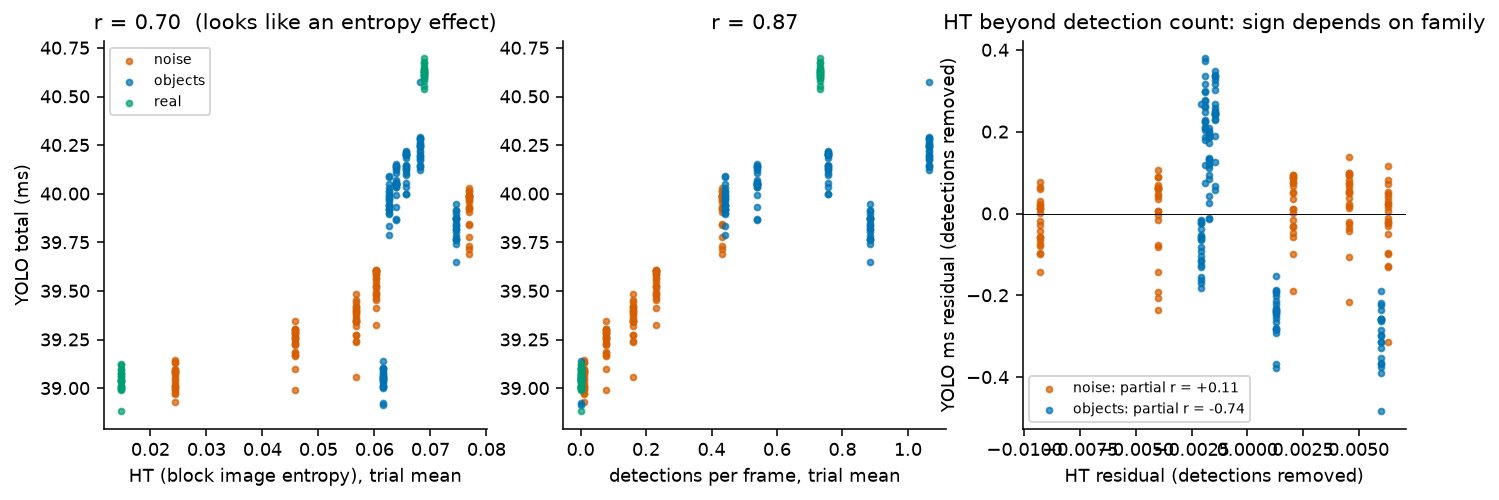 r = 0.70  (looks like an entropy effect)
40.75
40.50
40.25
40.00
39.75
39.50
39.25
39.00
YOLO total (ms)
noise
objects
real
0.02 0.03 0.04 0.05 0.06 0.07 0.08
HT (block image entropy), trial mean
r = 0.87
40.75
40.50
40.25
40.00
39.75
39.50
39.25
39.00
0.0 0.2 0.4 0.6 0.8 1.0
detections per frame, trial mean
HT beyond detection count: sign depends on family
0.4
0.2
0.0
−0.2
−0.4
YOLO ms residual (detections removed)
noise: partial r = +0.11
objects: partial r = -0.74
−0.0100 −0.0075 −0.0050 −0.0025 0.0000 0.0025 0.0050
HT residual (detections removed)